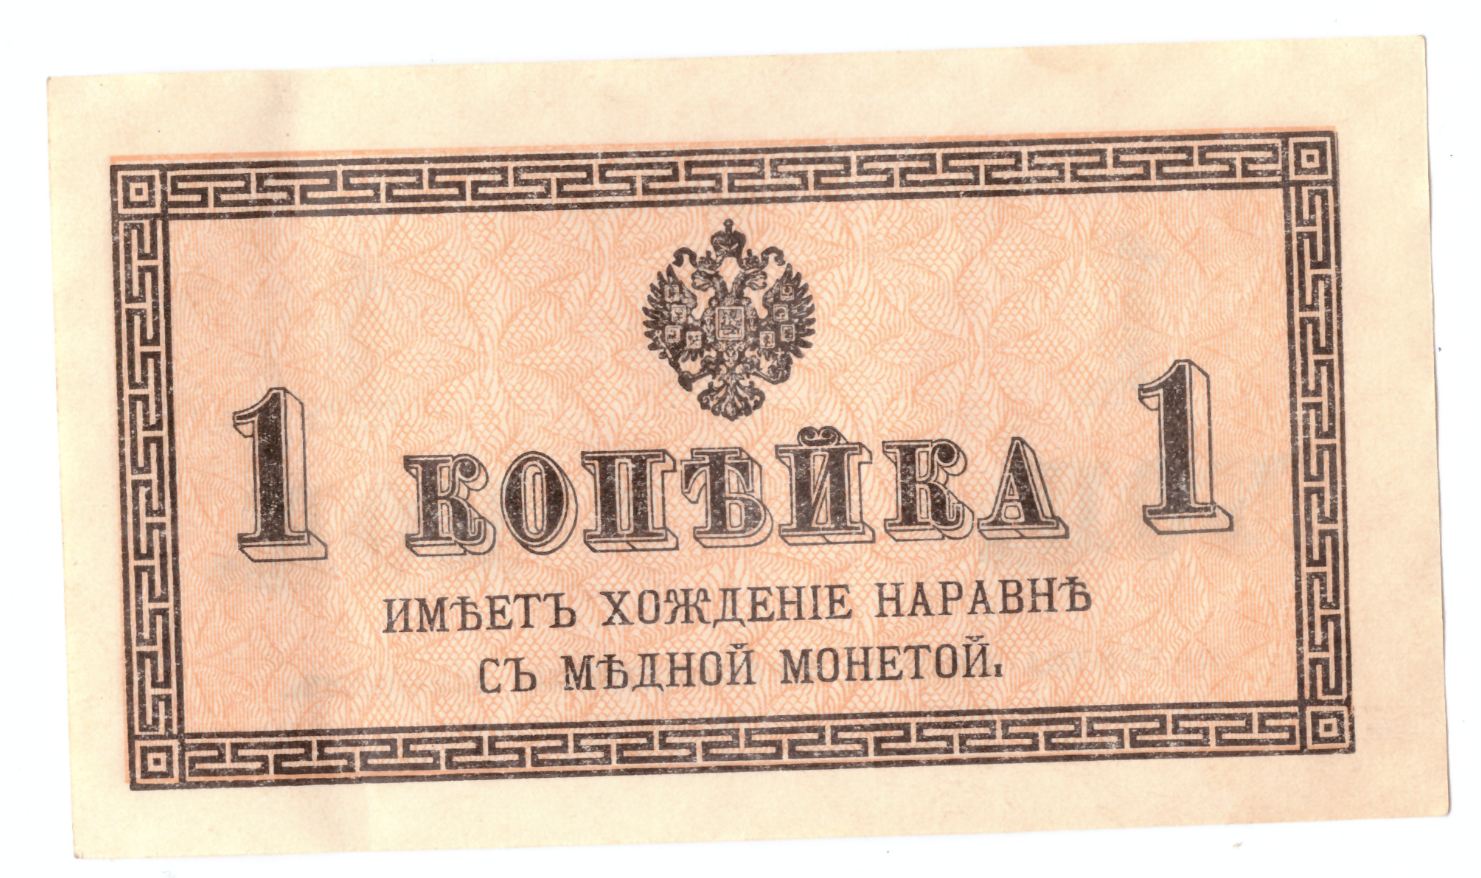 1 КОПѢЙКА 1
ИМѢЕТЪ ХОЖДЕНІЕ НАРАВНѢ
СЪ МѢДНОЙ МОНЕТОЙ.